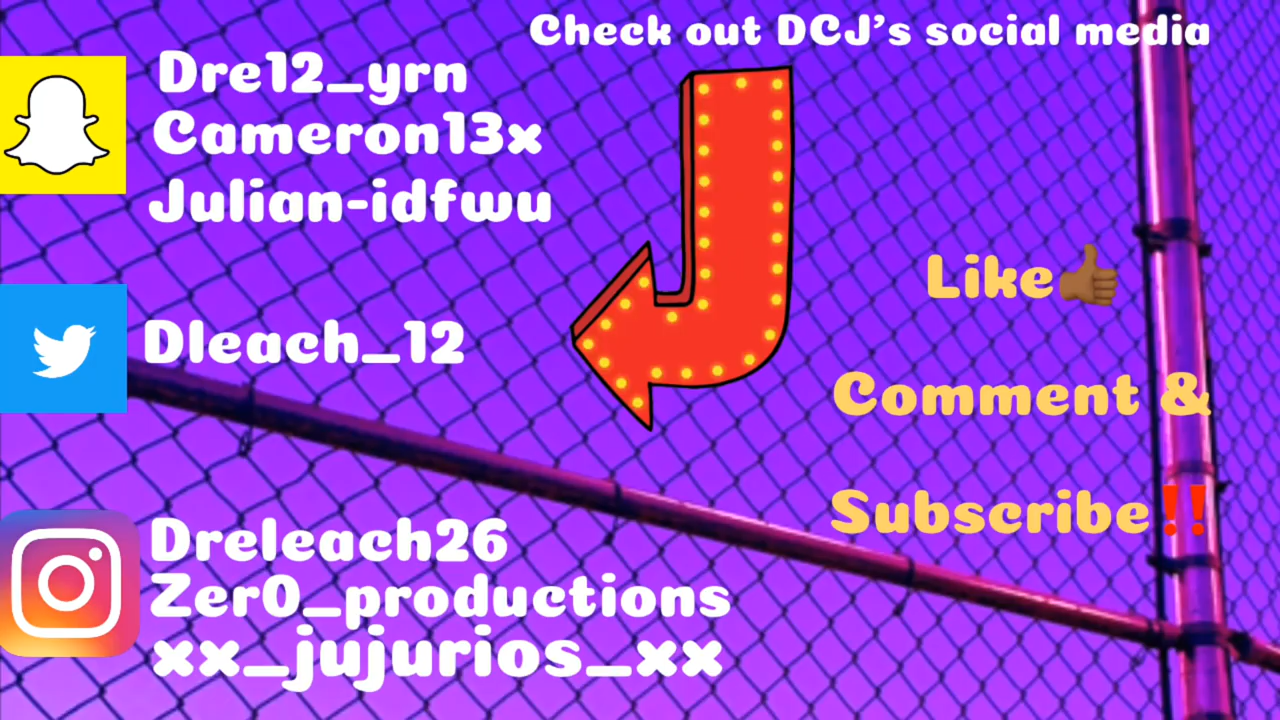 Check out DCJ's social media
Dre12_yrn
Cameron13x
Julian-idfwu
Dleach_12
Dreleach26
Zer0_productions
xx_jujurios_xx
Like👍🏾
Comment &
Subscribe‼️